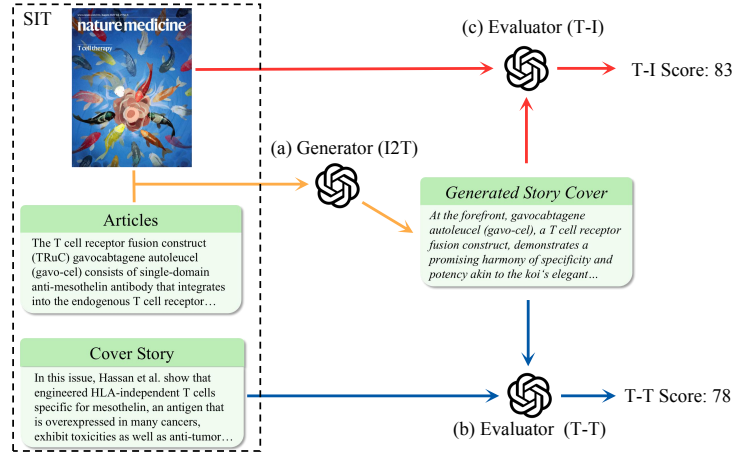 SIT
nature medicine
T cell therapy
(c) Evaluator (T-I)
T-I Score: 83
(a) Generator (I2T)
Generated Story Cover
At the forefront, gavocabtagene
autoleucel (gavo-cel), a T cell receptor
fusion construct, demonstrates a
promising harmony of specificity and
potency akin to the koi's elegant…
Articles
The T cell receptor fusion construct
(TRuC) gavocabtagene autoleucel
(gavo-cel) consists of single-domain
anti-mesothelin antibody that integrates
into the endogenous T cell receptor…
Cover Story
In this issue, Hassan et al. show that
engineered HLA-independent T cells
specific for mesothelin, an antigen that
is overexpressed in many cancers,
exhibit toxicities as well as anti-tumor…
T-T Score: 78
(b) Evaluator (T-T)